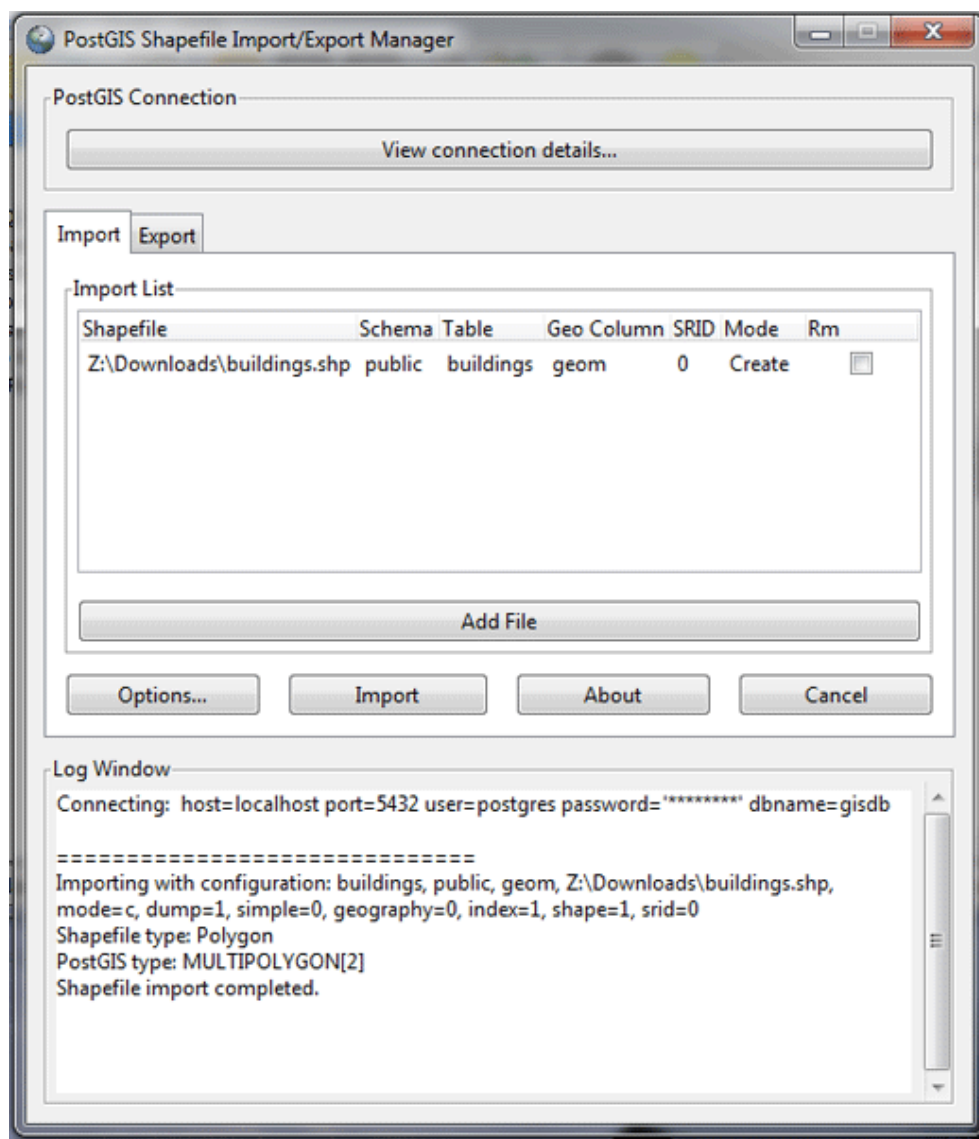 PostGIS Shapefile Import/Export Manager
PostGIS Connection
View connection details...
Import Export
Import List
Shapefile Schema Table Geo Column SRID Mode Rm
Z:\Downloads\buildings.shp public buildings geom 0 Create
Add File
Options... Import About Cancel
Log Window
Connecting: host=localhost port=5432 user=postgres password='********' dbname=gisdb
==============================
Importing with configuration: buildings, public, geom, Z:\Downloads\buildings.shp,
mode=c, dump=1, simple=0, geography=0, index=1, shape=1, srid=0
Shapefile type: Polygon
PostGIS type: MULTIPOLYGON[2]
Shapefile import completed.